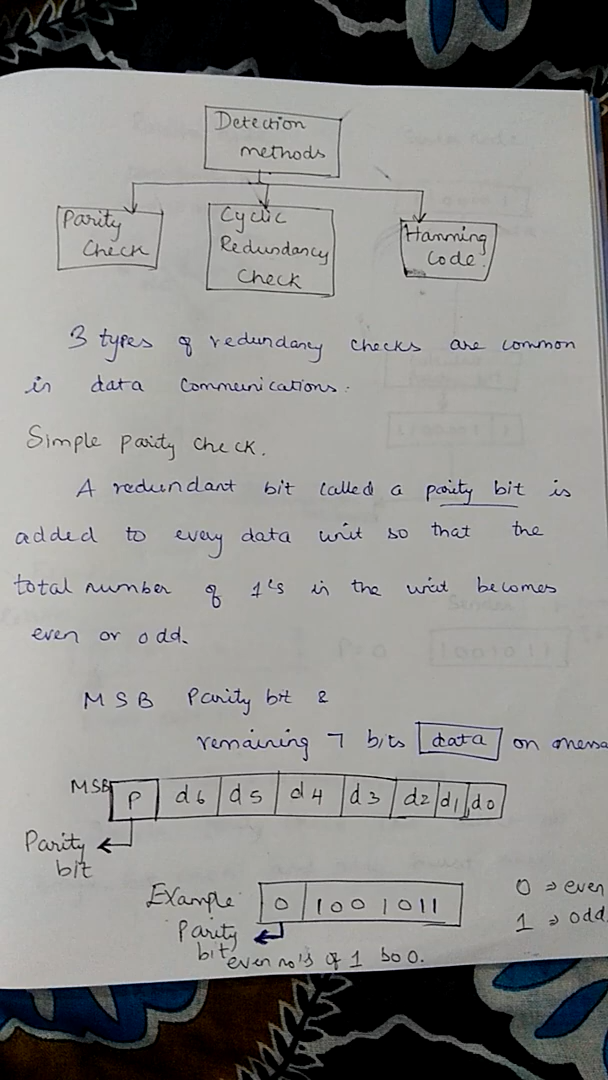 Detection
methods
Parity
Check
Cyclic
Redundancy
Check
Hamming
Code.
3 types of redundancy checks are common
in data communications.
Simple parity check.
A redundant bit called a parity bit is
added to every data unit so that the
total number of 1's in the unit becomes
even or odd.
MSB Parity bit &
remaining 7 bits data on
MSB P d6 d5 d4 d3 d2 d1 d0
Parity
bit
Example 0 1001011
0 ⇒ even
1 ⇒ odd.
Parity
bit
even no's of 1 so 0.